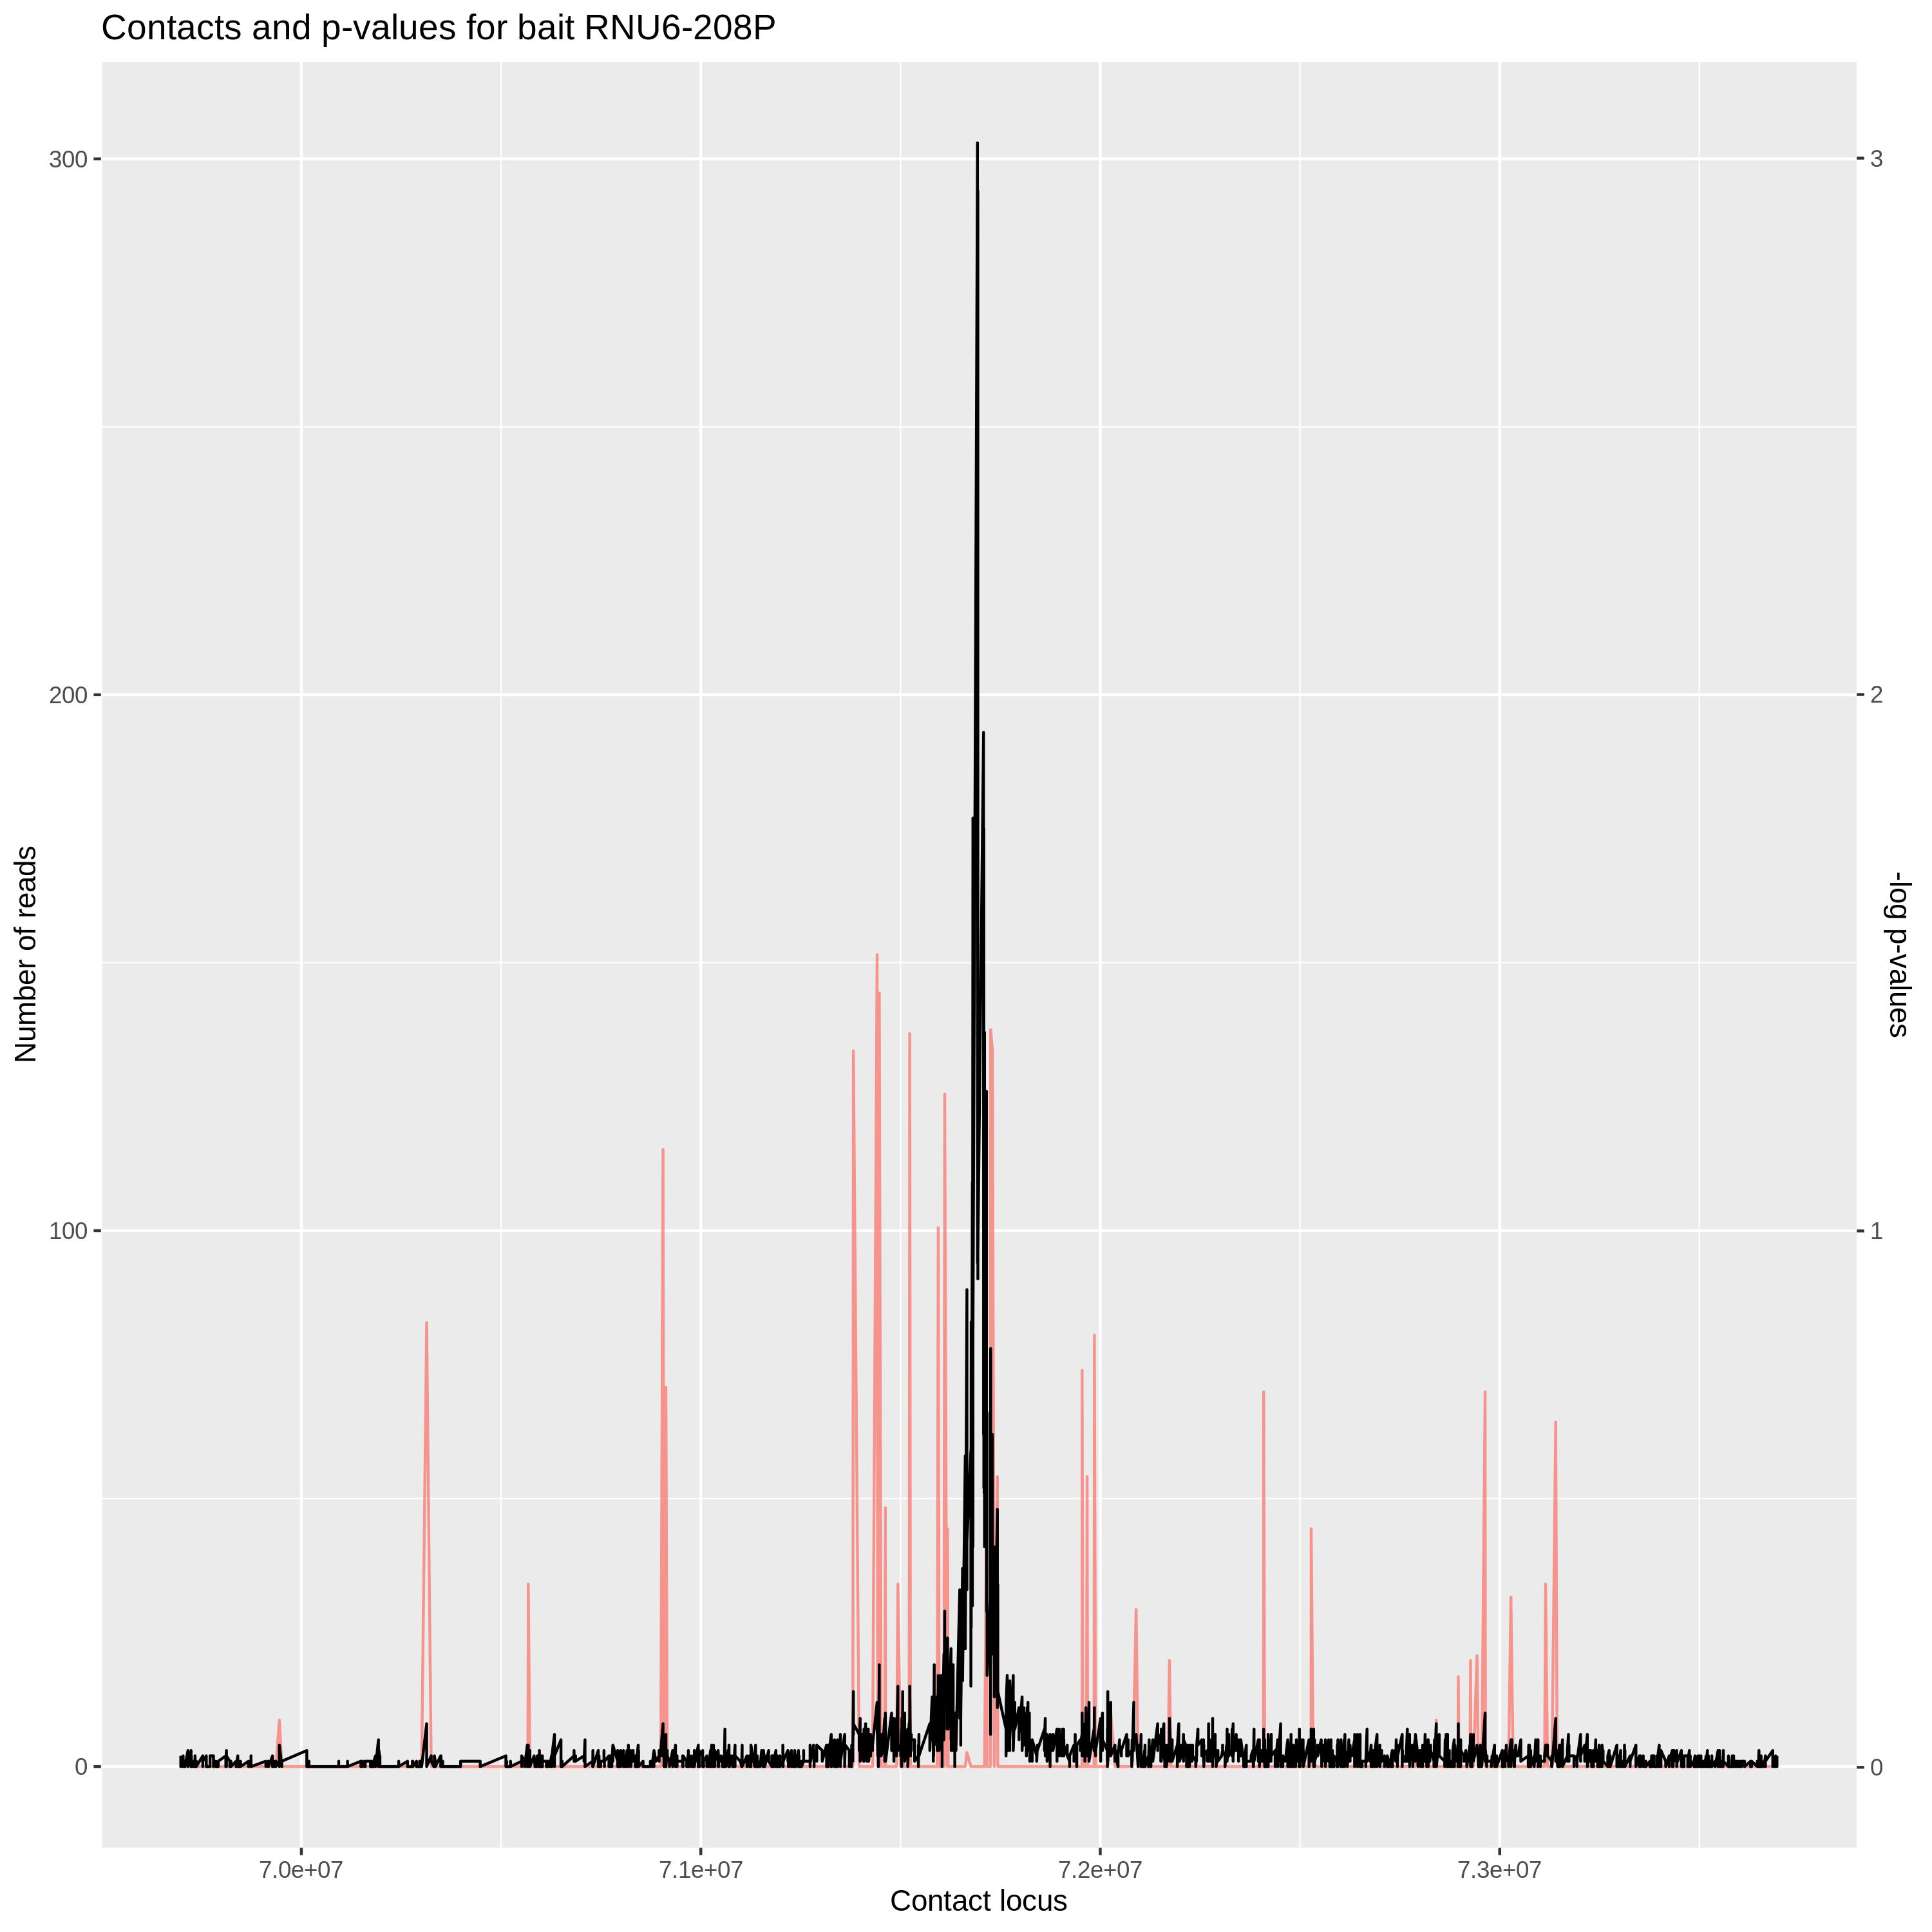 Contacts and p-values for bait RNU6-208P
300
200
100
0
Number of reads
3
2
1
0
-log p-values
7.0e+07
7.1e+07
7.2e+07
7.3e+07
Contact locus